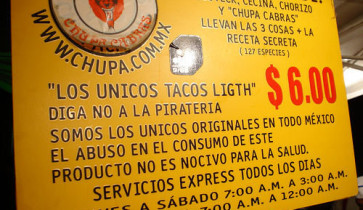 CECINA, CHORIZO
Y "CHUPA CABRAS"
LLEVAN LAS 3 COSAS + LA
RECETA SECRETA
(127 ESPECIES)
WWW.CHUPA.COM.MX
"LOS UNICOS TACOS LIGTH"
$ 6.00
DIGA NO A LA PIRATERIA
SOMOS LOS UNICOS ORIGINALES EN TODO MÉXICO
EL ABUSO EN EL CONSUMO DE ESTE
PRODUCTO NO ES NOCIVO PARA LA SALUD.
SERVICIOS EXPRESS TODOS LOS DIAS
A SÁBADO 7:00 A.M. A 3:00 A.M.
7:00 A.M. A 12:00 A.M.